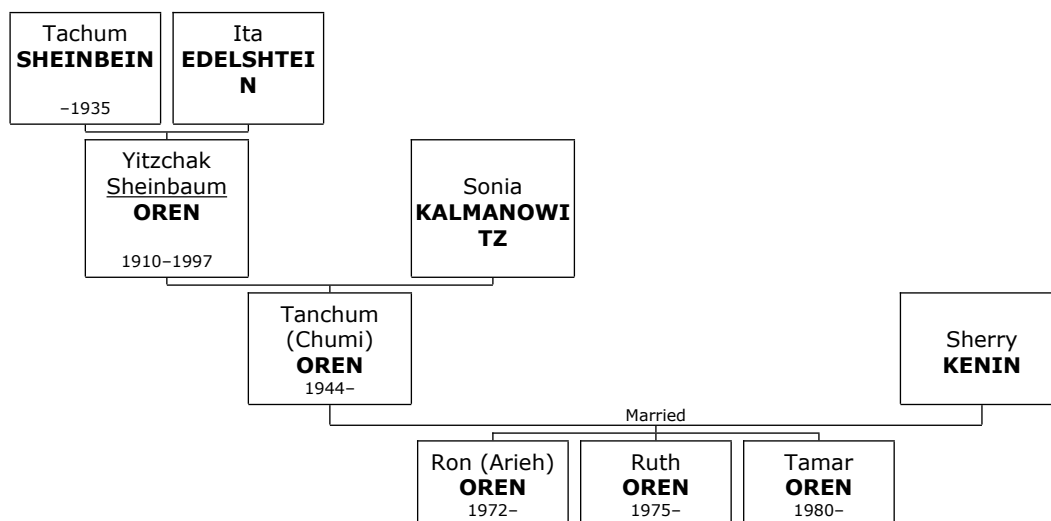 Tachum
SHEINBEIN
–1935
Ita
EDELSHTEI
N
Yitzchak
Sheinbaum
OREN
1910–1997
Sonia
KALMANOWI
TZ
Tanchum
(Chumi)
OREN
1944–
Sherry
KENIN
Married
Ron (Arieh)
OREN
1972–
Ruth
OREN
1975–
Tamar
OREN
1980–